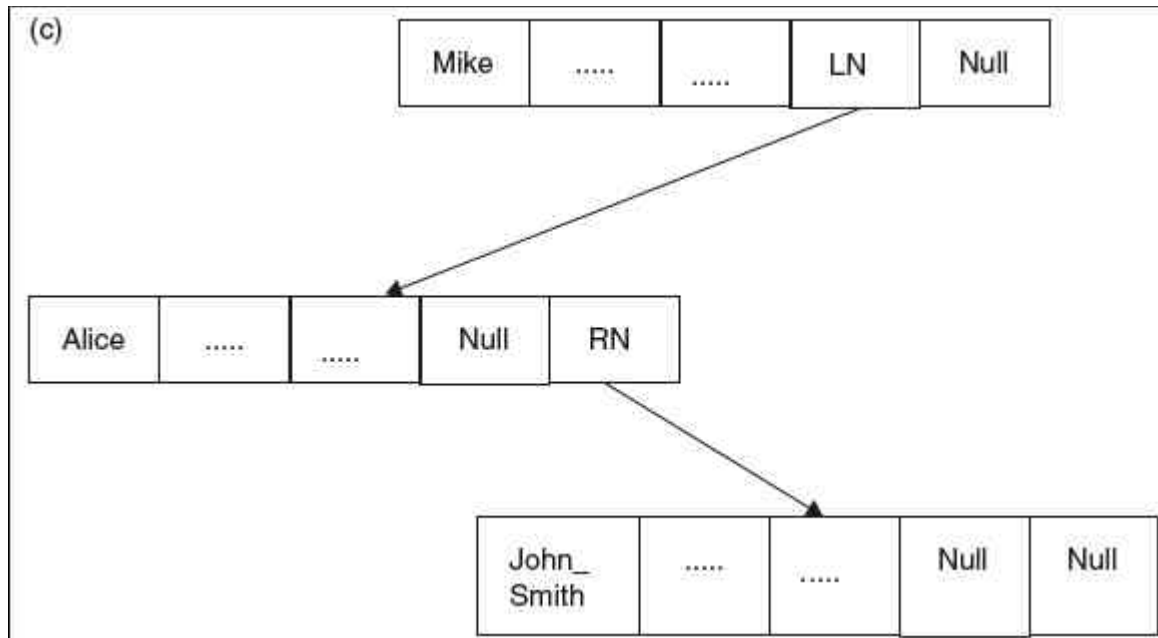 (c)
Mike ..... ..... LN Null
Alice ..... ..... Null RN
John_ ..... ..... Null Null
Smith